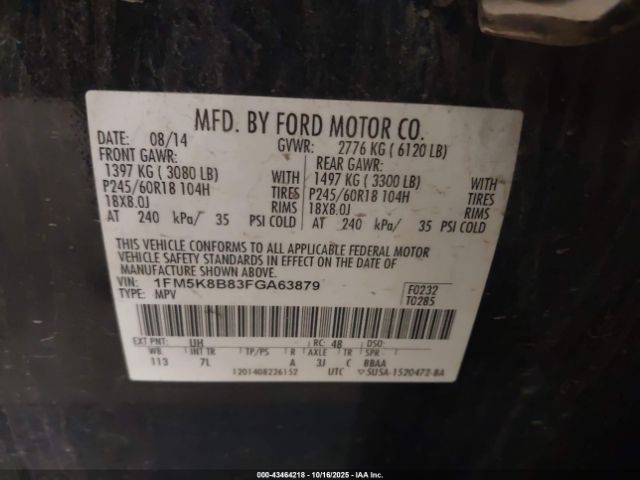 MFD. BY FORD MOTOR CO.
DATE: 08/14 GVWR: 2776 KG ( 6120 LB)
FRONT GAWR: REAR GAWR:
1397 KG ( 3080 LB) WITH 1497 KG ( 3300 LB) WITH
P245/60R18 104H TIRES P245/60R18 104H TIRES
18X8.0J RIMS 18X8.0J RIMS
AT 240 kPa/ 35 PSI COLD AT 240 kPa/ 35 PSI COLD
THIS VEHICLE CONFORMS TO ALL APPLICABLE FEDERAL MOTOR
VEHICLE SAFETY STANDARDS IN EFFECT ON THE DATE OF
MANUFACTURE SHOWN ABOVE.
VIN: 1FM5K8B83FGA63879 F0232
TYPE: MPV T0285
EXT PNT: UH RC: 48 DSO:
WB INT TR TP/PS R AXLE TR SPR
113 7L A 3J C BBAA
1201408226152 UTC SU5A-1520472-BA
000-43464218 - 10/16/2025 - IAA Inc.